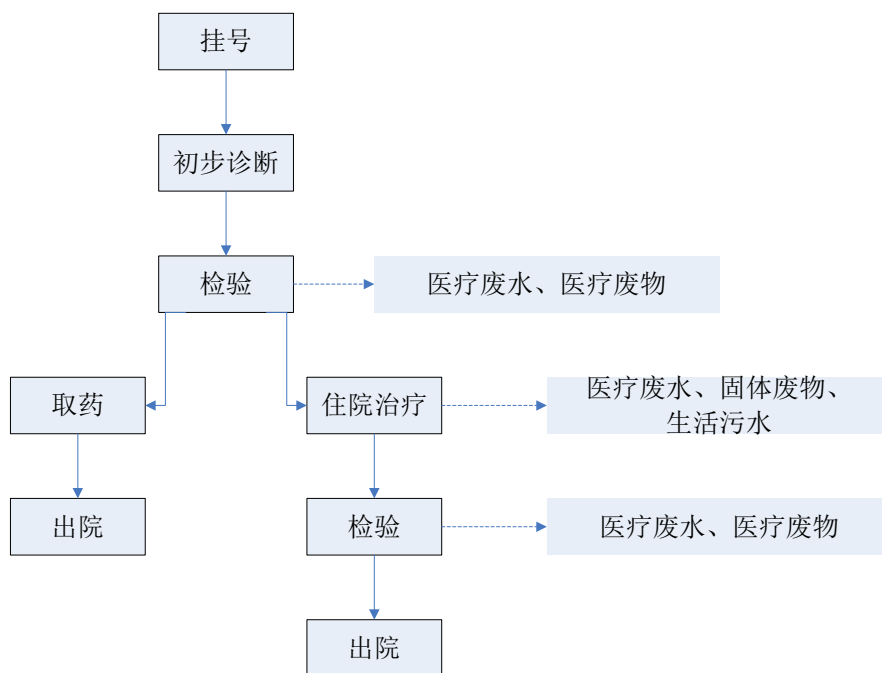 挂号
初步诊断
检验
医疗废水、医疗废物
取药
住院治疗
医疗废水、固体废物、
生活污水
出院
检验
医疗废水、医疗废物
出院